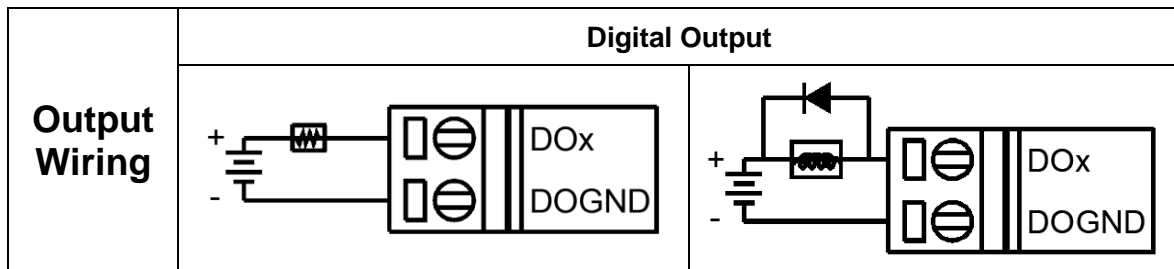 Output
Wiring
Digital Output
+
-
DOx
DOGND
+
-
DOx
DOGND